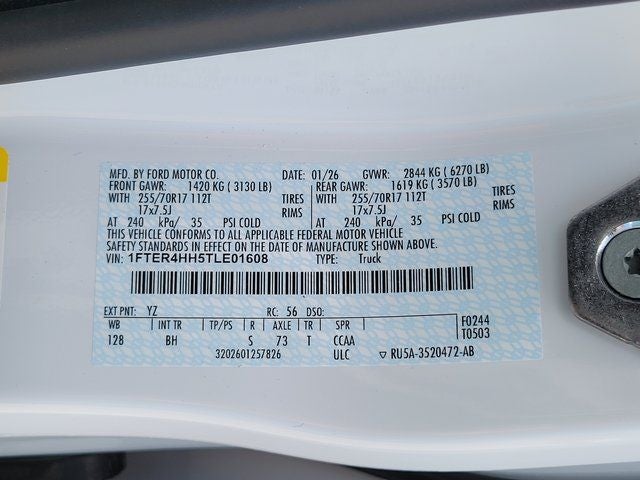 MFD. BY FORD MOTOR CO. DATE: 01/26 GVWR: 2844 KG ( 6270 LB)
FRONT GAWR: 1420 KG ( 3130 LB) REAR GAWR: 1619 KG ( 3570 LB)
WITH 255/70R17 112T TIRES WITH 255/70R17 112T TIRES
17x7.5J RIMS 17x7.5J RIMS
AT 240 kPa/ 35 PSI COLD AT 240 kPa/ 35 PSI COLD
THIS VEHICLE CONFORMS TO ALL APPLICABLE FEDERAL MOTOR VEHICLE
SAFETY STANDARDS IN EFFECT ON THE DATE OF MANUFACTURE SHOWN ABOVE.
VIN: 1FTER4HH5TLE01608 TYPE: Truck
EXT PNT: YZ RC: 56 DSO:
WB INT TR TP/PS R AXLE TR SPR F0244
128 BH S 73 T CCAA T0503
3202601257826 ULC ▽ RU5A-3520472-AB